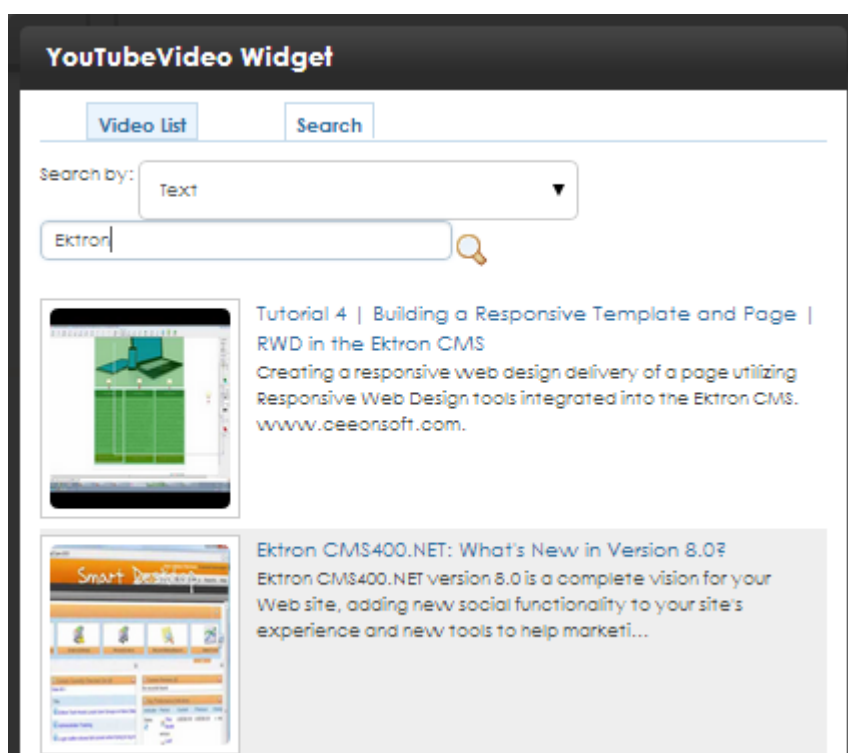 YouTubeVideo Widget
Video List
Search
Search by:
Text
Ektron
Tutorial 4 | Building a Responsive Template and Page |
RWD in the Ektron CMS
Creating a responsive web design delivery of a page utilizing
Responsive Web Design tools integrated into the Ektron CMS.
www.ceeonsoft.com.
Ektron CMS400.NET: What's New in Version 8.0?
Ektron CMS400.NET version 8.0 is a complete vision for your
Web site, adding new social functionality to your site's
experience and new tools to help marketi...
Smart Desktop